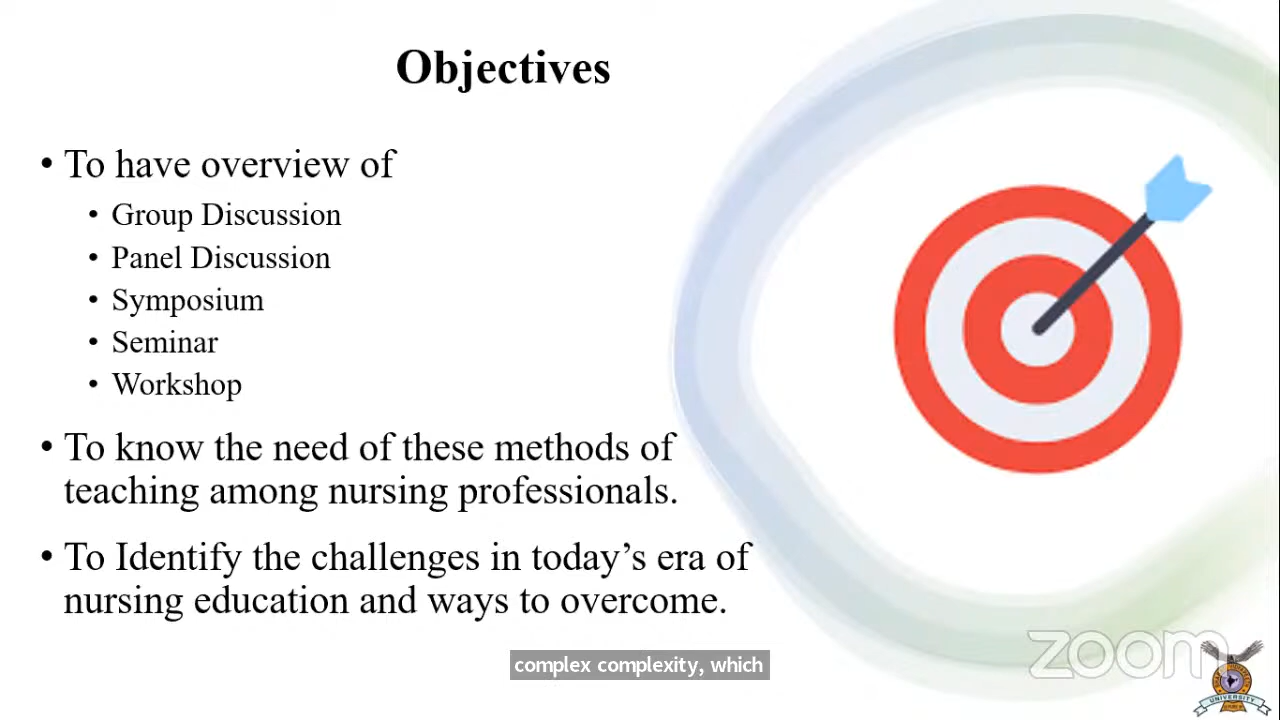 Objectives
• To have overview of
• Group Discussion
• Panel Discussion
• Symposium
• Seminar
• Workshop
• To know the need of these methods of
teaching among nursing professionals.
• To Identify the challenges in today’s era of
nursing education and ways to overcome.
complex complexity, which
zoom
UNIVERSITY